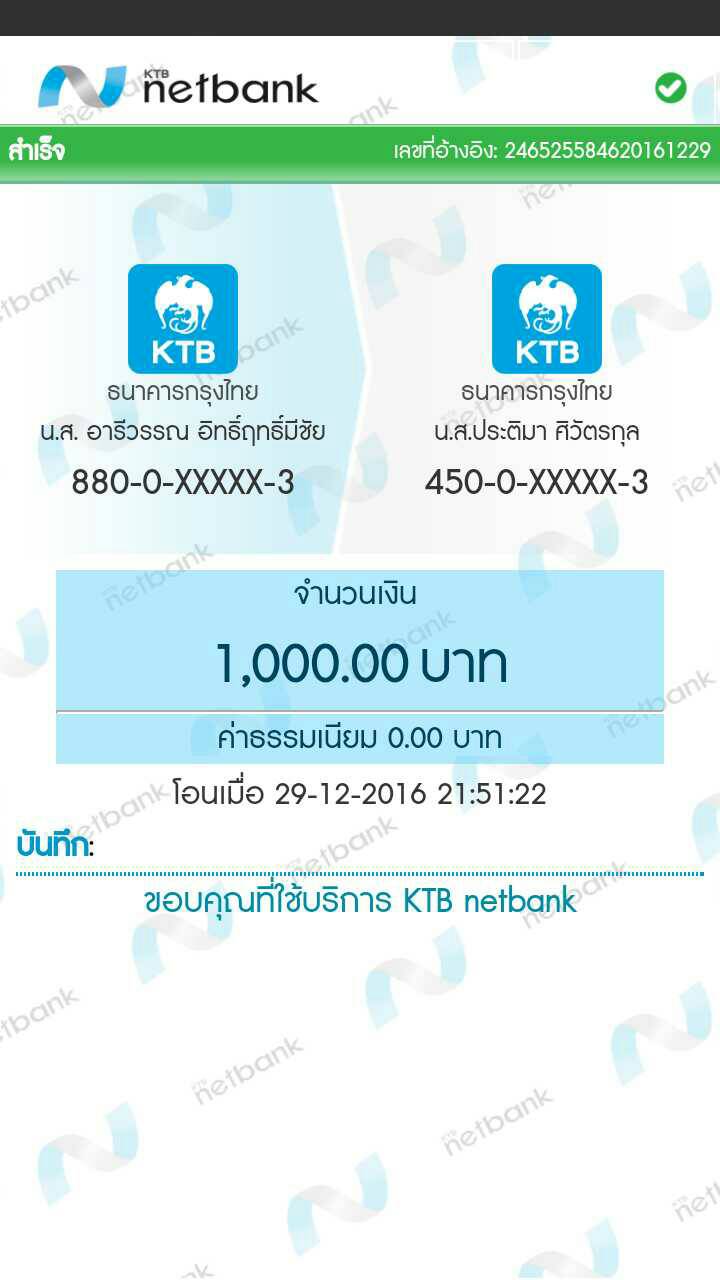 KTB netbank
สำเร็จ เลขที่อ้างอิง: 246525584620161229
KTB KTB
ธนาคารกรุงไทย ธนาคารกรุงไทย
น.ส. อารีวรรณ อิทธิ์ฤทธิ์มีชัย น.ส.ประติมา ศิวัตรกุล
880-0-XXXXX-3 450-0-XXXXX-3
จำนวนเงิน
1,000.00 บาท
ค่าธรรมเนียม 0.00 บาท
โอนเมื่อ 29-12-2016 21:51:22
บันทึก:
ขอบคุณที่ใช้บริการ KTB netbank